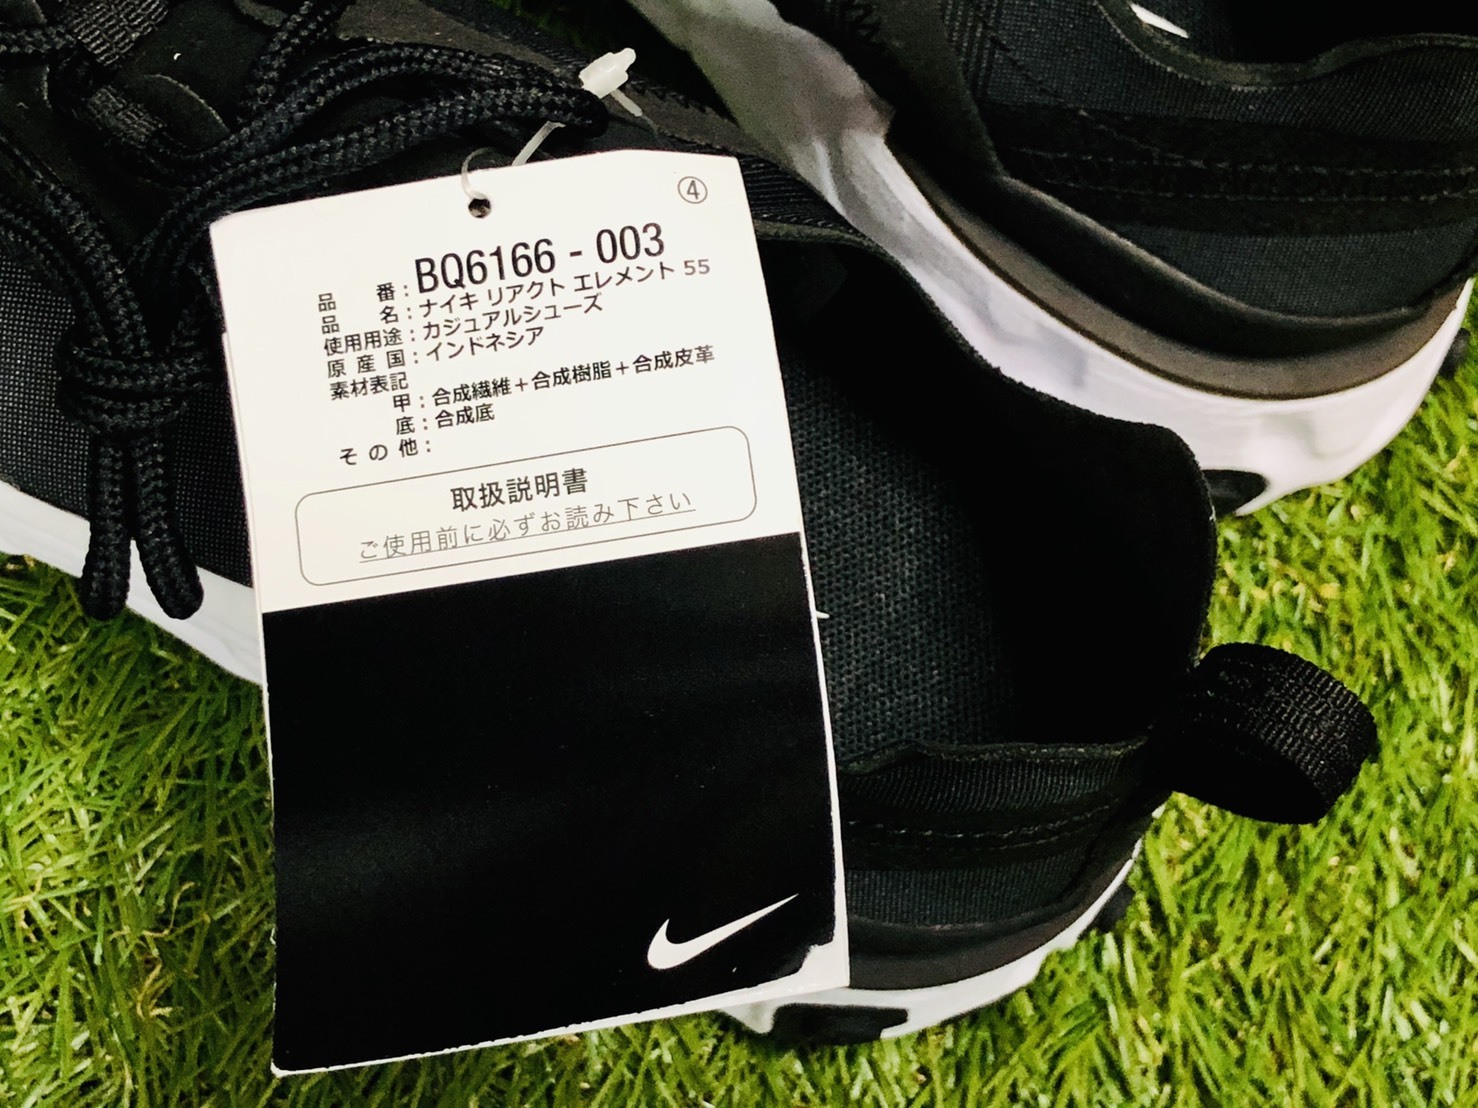 ④
品 番：BQ6166 - 003
品 名：ナイキ リアクト エレメント 55
使用用途：カジュアルシューズ
原 産 国：インドネシア
素材表記
甲：合成繊維＋合成樹脂＋合成皮革
底：合成底
そ の 他：
取扱説明書
ご使用前に必ずお読み下さい